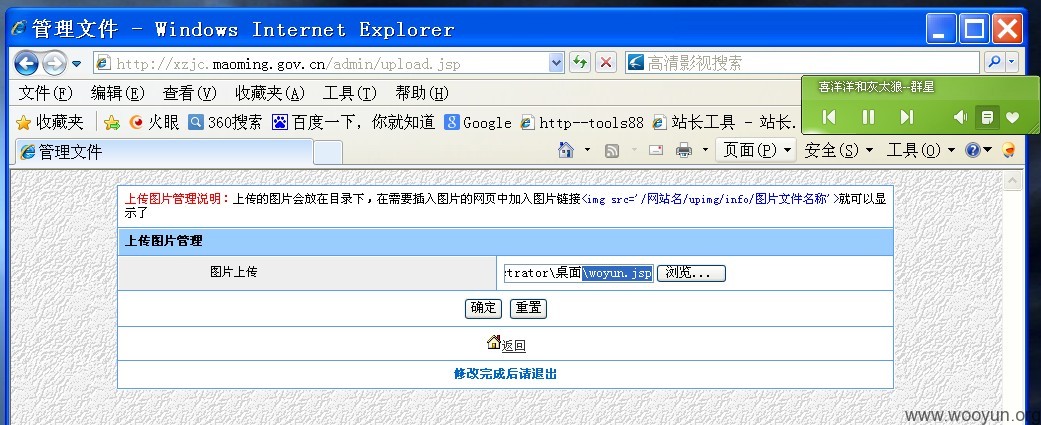 管理文件 - Windows Internet Explorer
http://xzjc.maoming.gov.cn/admin/upload.jsp
高清影视搜索
文件(F) 编辑(E) 查看(V) 收藏夹(A) 工具(T) 帮助(H)
喜洋洋和灰太狼--群星
收藏夹 火眼 360搜索 百度一下，你就知道 Google http--tools88 站长工具 - 站长.
管理文件
页面(P) 安全(S) 工具(O)
上传图片管理说明：上传的图片会放在目录下，在需要插入图片的网页中加入图片链接<img src='/网站名/upimg/info/图片文件名称'>就可以显
示了
上传图片管理
图片上传 trator\桌面\woyun.jsp 浏览...
确定 重置
返回
修改完成后请退出
www.wooyun.org